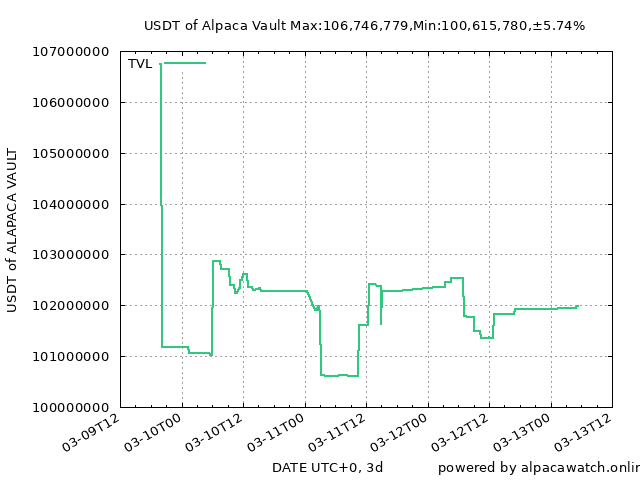 USDT of Alpaca Vault Max:106,746,779,Min:100,615,780,±5.74%
107000000
TVL
106000000
105000000
104000000
103000000
102000000
101000000
100000000
USDT of ALAPACA VAULT
03-09T12
03-10T00
03-10T12
03-11T00
03-11T12
03-12T00
03-12T12
03-13T00
03-13T12
DATE UTC+0, 3d
powered by alpacawatch.onlin